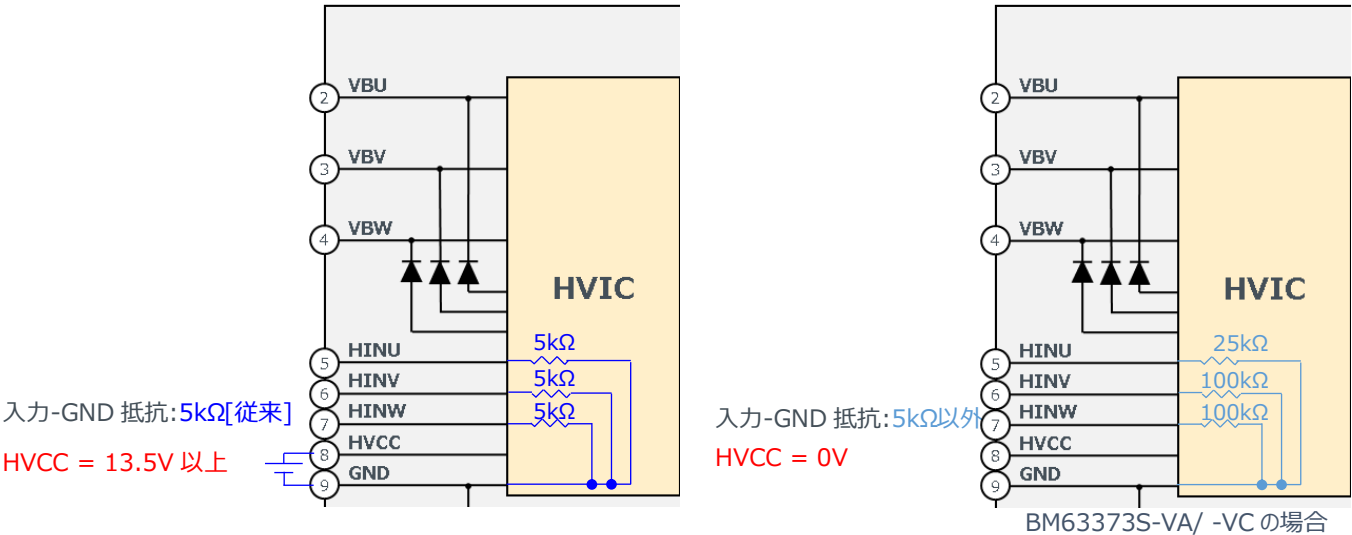 2
VBU
3
VBV
4
VBW
HVIC
5
HINU
5kΩ
6
HINV
5kΩ
7
HINW
5kΩ
入力-GND 抵抗:5kΩ[従来]
8
HVCC
HVCC = 13.5V 以上
9
GND
2
VBU
3
VBV
4
VBW
HVIC
5
HINU
25kΩ
6
HINV
100kΩ
7
HINW
100kΩ
入力-GND 抵抗:5kΩ以外
8
HVCC
HVCC = 0V
9
GND
BM63373S-VA/ -VC の場合